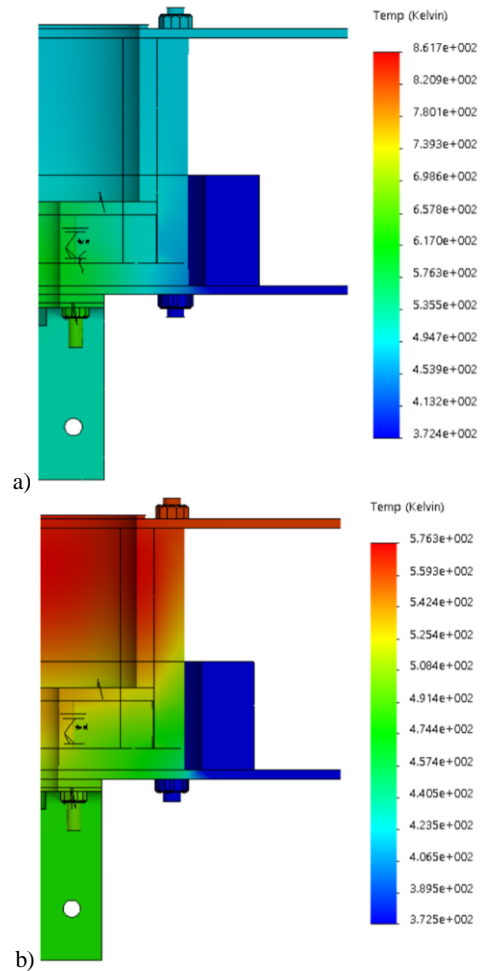 Temp (Kelvin)
8.617e+002
8.209e+002
7.801e+002
7.393e+002
6.986e+002
6.578e+002
6.170e+002
5.763e+002
5.355e+002
4.947e+002
4.539e+002
4.132e+002
3.724e+002
a)
Temp (Kelvin)
5.763e+002
5.593e+002
5.424e+002
5.254e+002
5.084e+002
4.914e+002
4.744e+002
4.574e+002
4.405e+002
4.235e+002
4.065e+002
3.895e+002
3.725e+002
b)